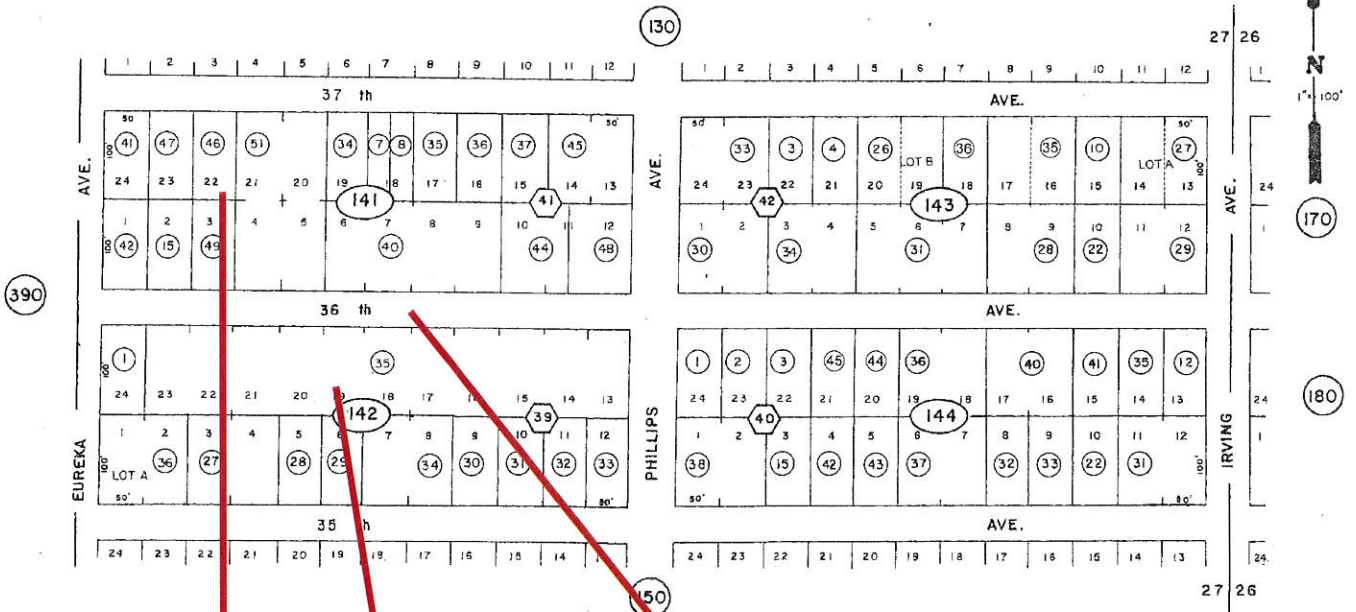 130
27 26
1 2 3 4 5 6 7 8 9 10 11 12 1 2 3 4 5 6 7 8 9 10 11 12 1
N
37 th AVE.
1" = 100'
50' 50' 50' 50'
41 47 46 51 34 7 8 35 36 37 45 33 3 4 26 36 35 10 27
100' LOT B LOT A 100'
AVE. AVE. AVE.
24 23 22 21 20 19 18 17 16 15 14 13 24 23 22 21 20 19 18 17 16 15 14 13 24
141 41 42 143
170
1 2 3 4 5 6 7 8 9 10 11 12 1 2 3 4 5 6 7 8 9 10 11 12 1
100' 42 15 49 40 44 48 30 34 31 28 22 29
390
36 th AVE.
1 35 1 2 3 45 44 36 40 41 35 12
100'
180
24 23 22 21 20 19 18 17 16 15 14 13 24 23 22 21 20 19 18 17 16 15 14 13 24
142 39 40 144
EUREKA PHILLIPS IRVING
1 2 3 4 5 6 7 8 9 10 11 12 1 2 3 4 5 6 7 8 9 10 11 12 1
LOT A 36 27 28 29 34 30 31 32 33 38 15 42 43 37 32 33 22 31
100' 100'
50' 50' 50' 50'
35 th AVE.
24 23 22 21 20 19 18 17 16 15 14 24 23 22 21 20 19 18 17 16 15 14 13 24
150
27 26